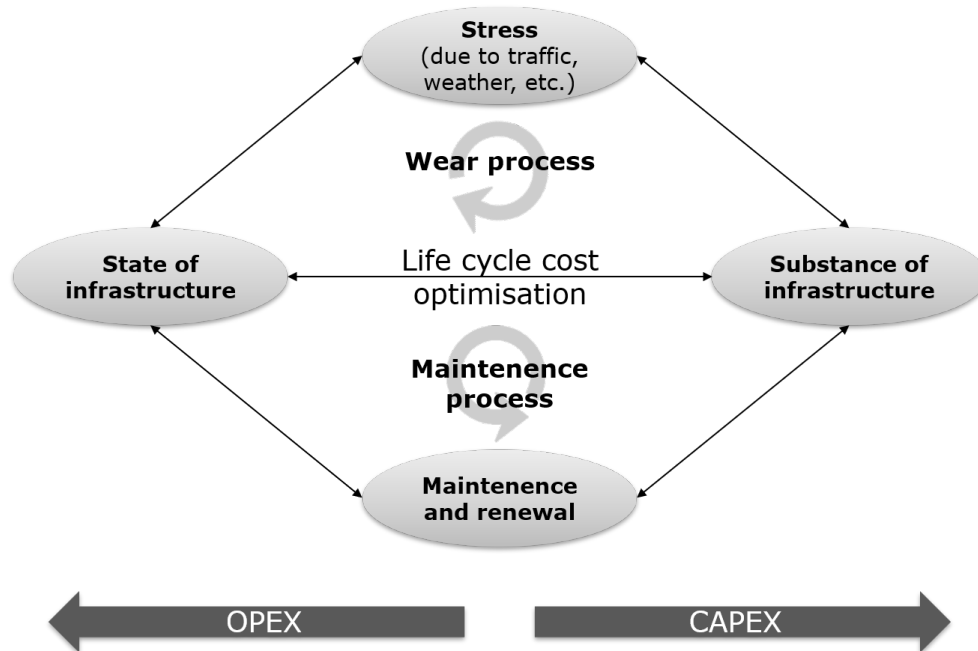 Stress
(due to traffic,
weather, etc.)
Wear process
State of
infrastructure
Life cycle cost
optimisation
Substance of
infrastructure
Maintenence
process
Maintenence
and renewal
OPEX
CAPEX